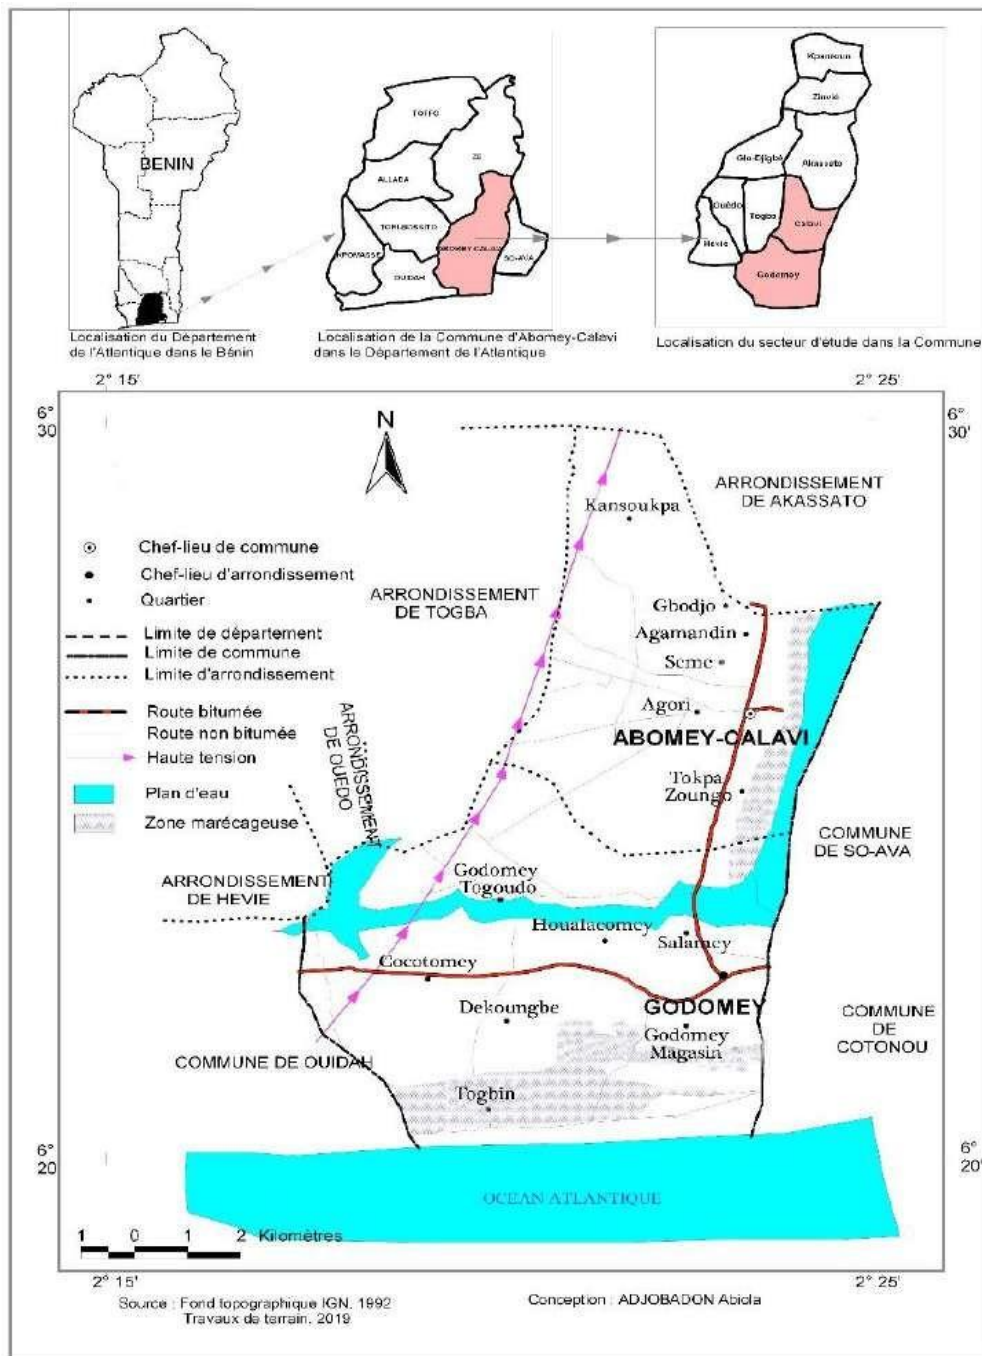 BENIN
Localisation du Département
de l'Atlantique dans le Bénin
TOFFO
ZE
ALLADA
TORI-BOSSITO
ABOMEY-CALAVI
KPOMASSE
OUIDAH
SO-AVA
Localisation de la Commune d'Abomey-Calavi
dans le Département de l'Atlantique
Kpanroun
Zinvié
Glo-Djigbé
Akassato
Ouèdo
Togba
Calavi
Hevie
Godomey
Localisation du secteur d'étude dans la Commune
2° 15'
2° 25'
6°
30
6°
30'
N
ARRONDISSEMENT
DE AKASSATO
Kansoukpa
Chef-lieu de commune
Chef-lieu d'arrondissement
Quartier
Limite de département
Limite de commune
Limite d'arrondissement
Route bitumée
Route non bitumée
Haute tension
Plan d'eau
Zone marécageuse
ARRONDISSEMENT
DE TOGBA
Gbodjo
Agamandin
Seme
Agori
ABOMEY-CALAVI
ARRONDISSEMENT
DE OUEDO
Tokpa
Zoungo
COMMUNE
DE SO-AVA
ARRONDISSEMENT
DE HEVIE
Godomey
Togoudo
Houalacomey
Salamey
Cocotomey
Dekoungbe
GODOMEY
Godomey
Magasin
COMMUNE
DE
COTONOU
COMMUNE DE OUIDAH
Togbin
6°
20
6°
20'
OCEAN ATLANTIQUE
1 0 1 2 Kilomètres
2° 15'
2° 25'
Source : Fond topographique IGN, 1992
Travaux de terrain, 2019
Conception : ADJOBADON Abiola